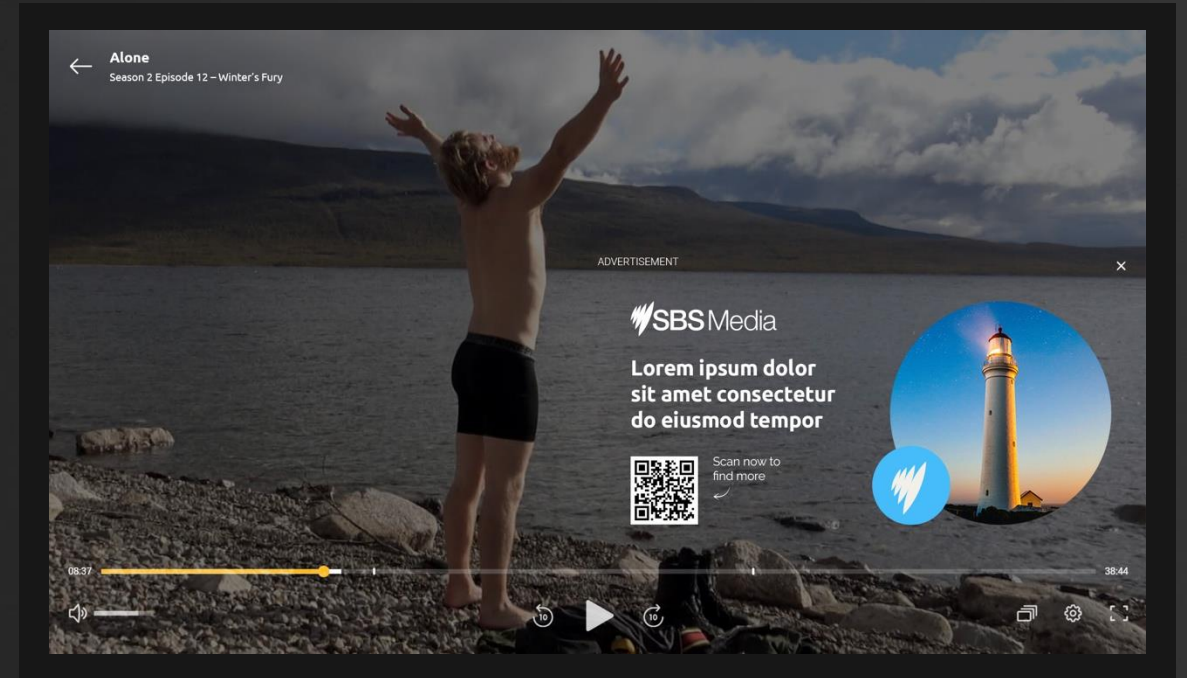 Alone
Season 2 Episode 12 – Winter's Fury
ADVERTISEMENT
SBS Media
Lorem ipsum dolor
sit amet consectetur
do eiusmod tempor
Scan now to
find more
08:37
38:44
10
10